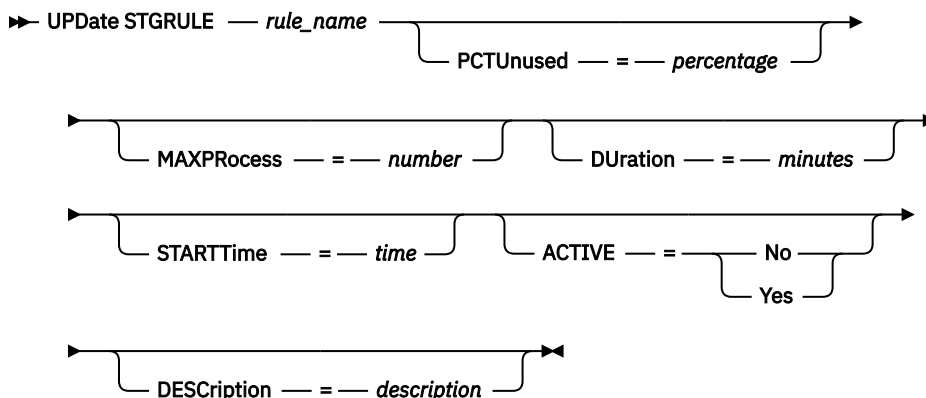 UPDate STGRULE rule_name
PCTUnused = percentage
MAXPRocess = number DUration = minutes
STARTTime = time ACTIVE = No
Yes
DESCription = description